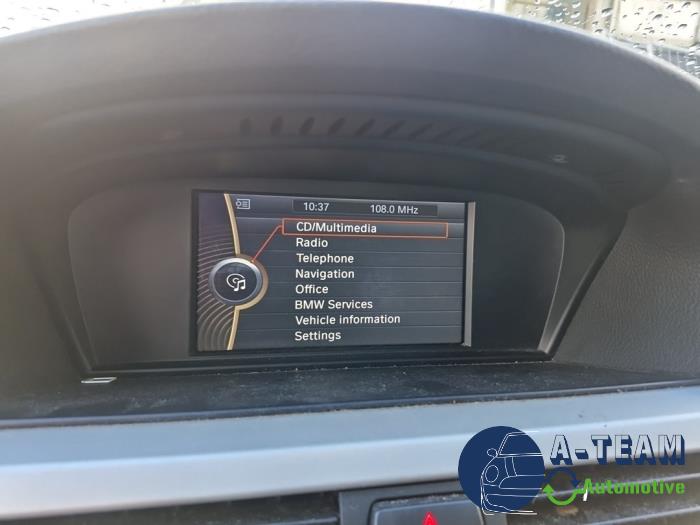 10:37 108.0 MHz
CD/Multimedia
Radio
Telephone
Navigation
Office
BMW Services
Vehicle information
Settings
A-TEAM
Automotive